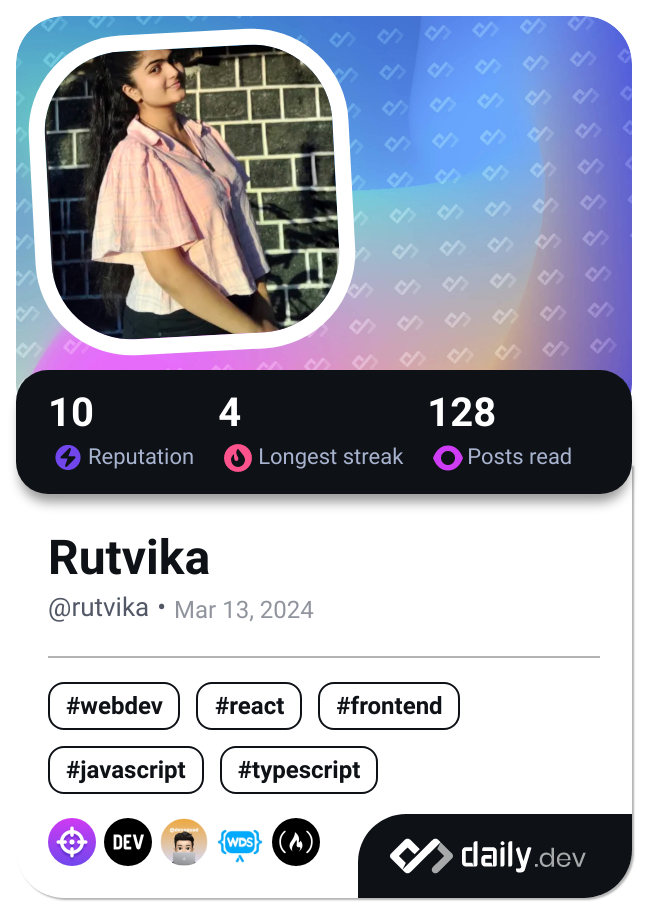 10 4 128
Reputation Longest streak Posts read
Rutvika
@rutvika • Mar 13, 2024
#webdev #react #frontend
#javascript #typescript
DEV WDS
daily.dev